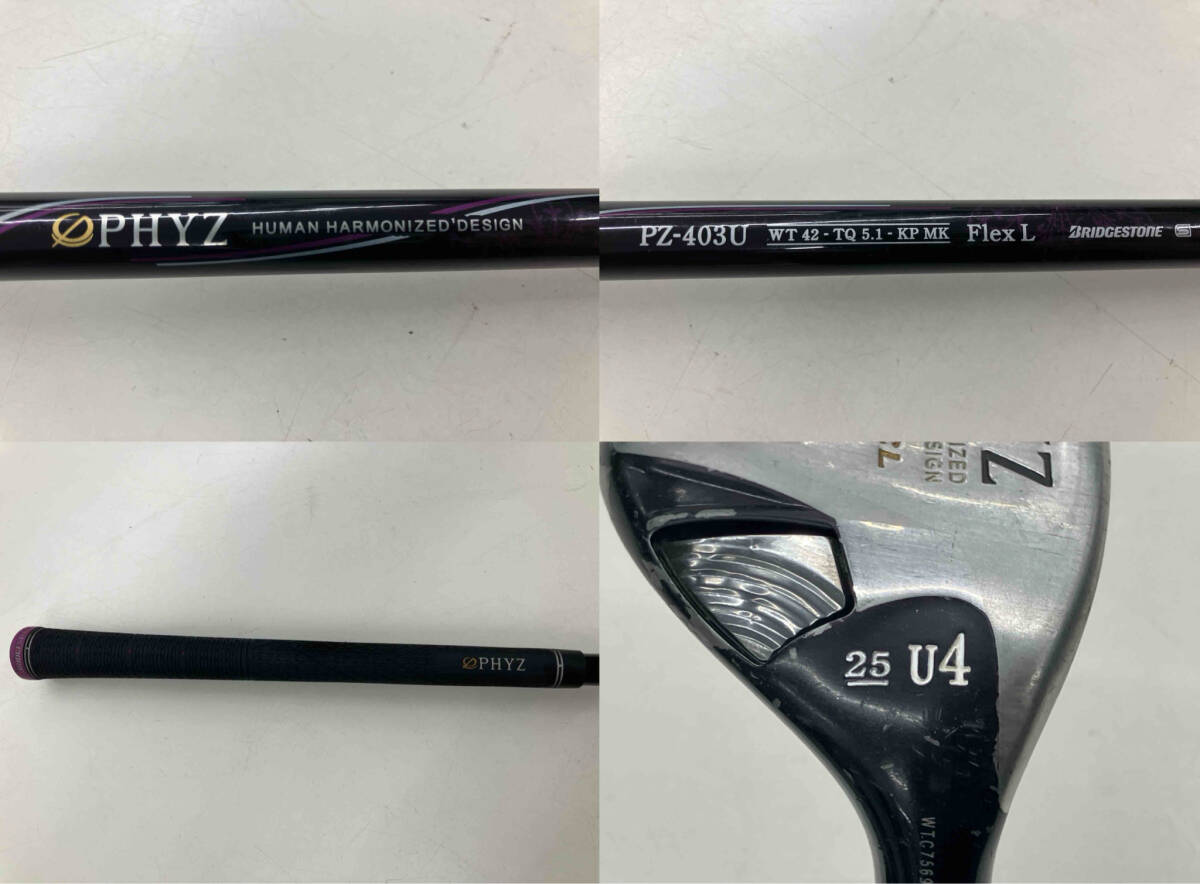 PHYZ HUMAN HARMONIZED DESIGN
PZ-403U WT 42 - TQ 5.1 - KP MK Flex L BRIDGESTONE
PHYZ
Z
IZED
SIGN
25 U4